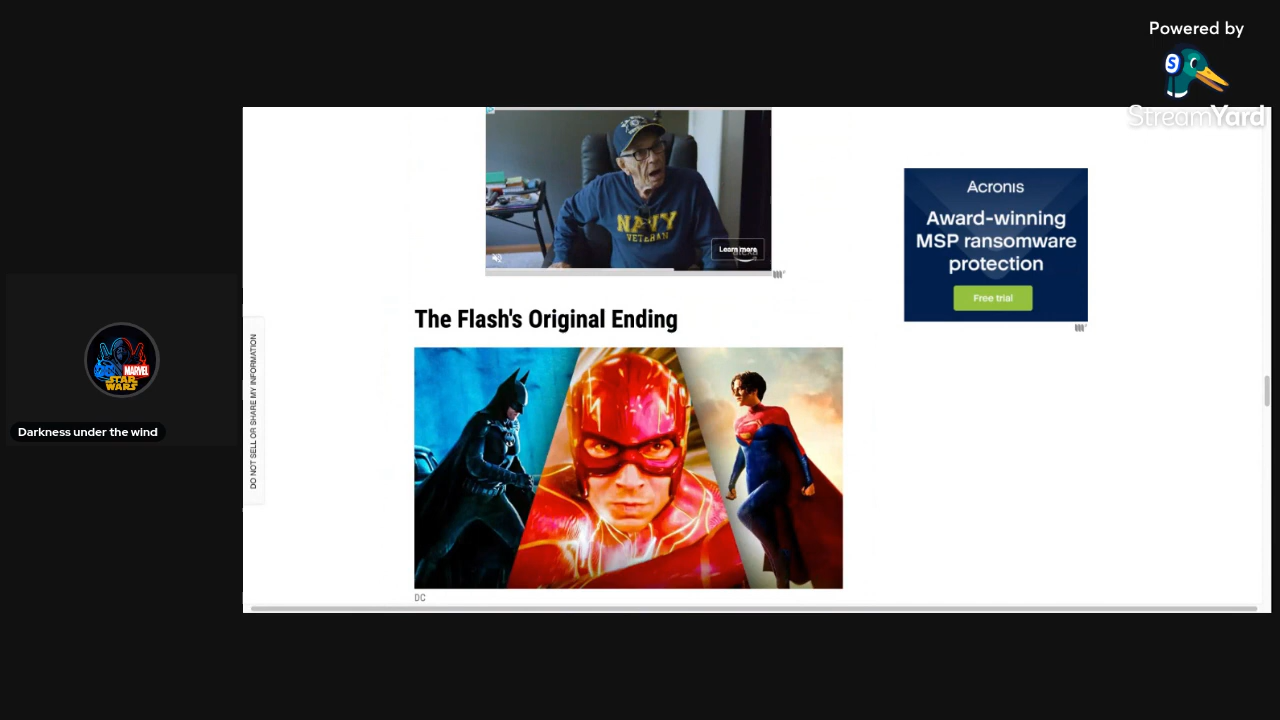 Powered by
S
StreamYard
NAVY
VETERAN
Learn more
Acronis
Award-winning
MSP ransomware
protection
Free trial
The Flash's Original Ending
DO NOT SELL OR SHARE MY INFORMATION
MARVEL
STAR
WARS
Darkness under the wind
DC